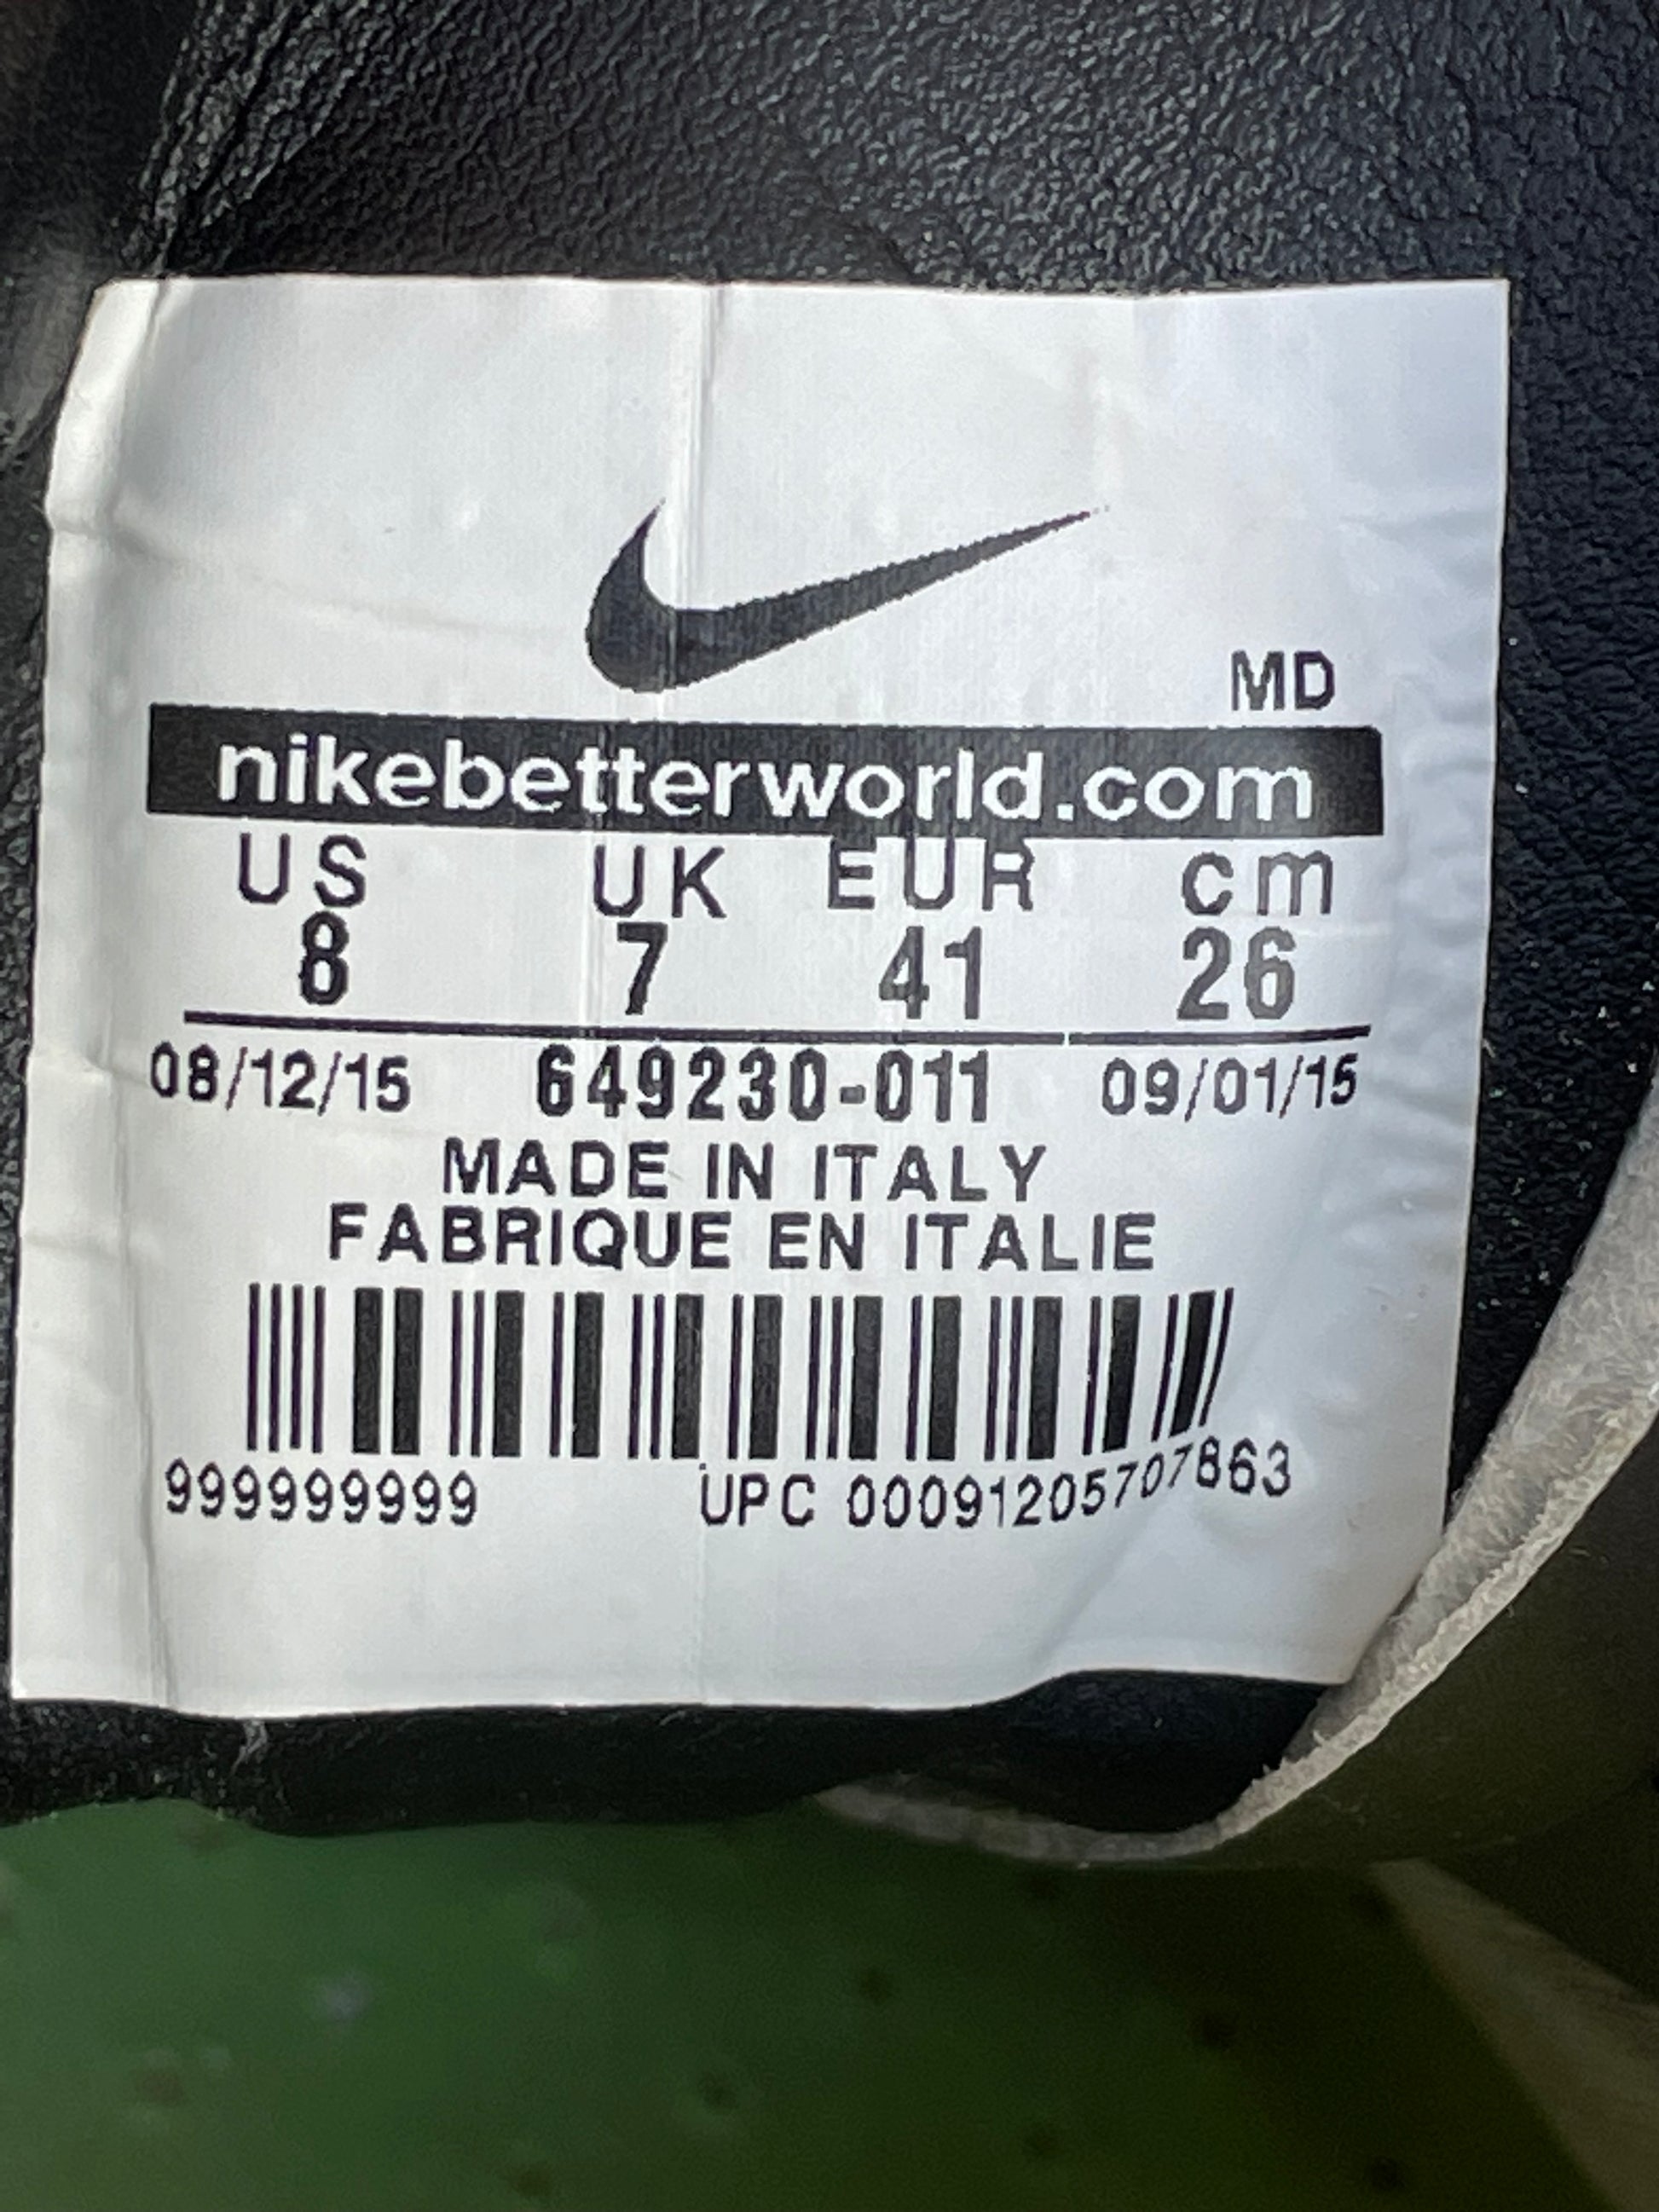 MD
nikebetterworld.com
US UK EUR cm
8 7 41 26
08/12/15 649230-011 09/01/15
MADE IN ITALY
FABRIQUE EN ITALIE
999999999 UPC 00091205707863